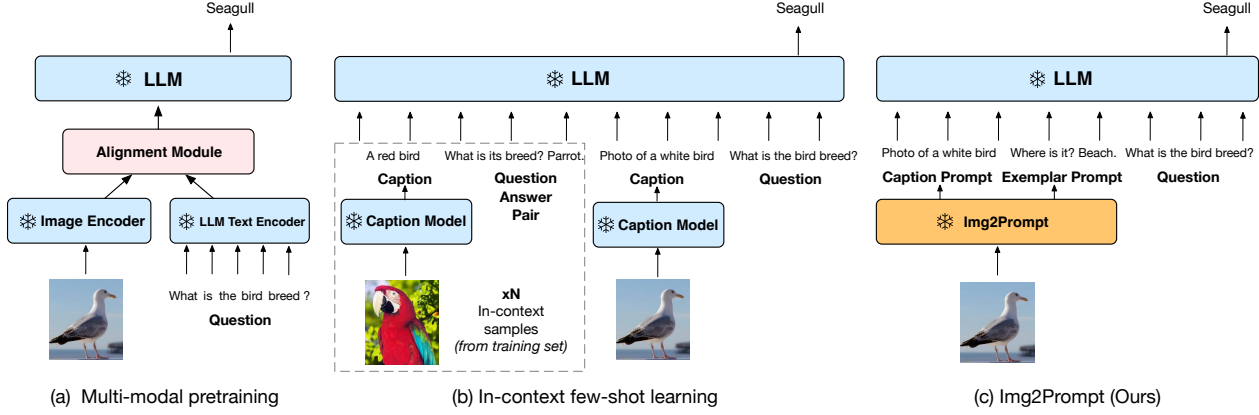 Seagull
LLM
Alignment Module
Image Encoder
LLM Text Encoder
What is the bird breed ?
Question
(a) Multi-modal pretraining
Seagull
LLM
A red bird
What is its breed? Parrot.
Photo of a white bird
What is the bird breed?
Caption
Question
Answer
Pair
Caption
Question
Caption Model
Caption Model
xN
In-context
samples
(from training set)
(b) In-context few-shot learning
Seagull
LLM
Photo of a white bird
Where is it? Beach.
What is the bird breed?
Caption Prompt
Exemplar Prompt
Question
Img2Prompt
(c) Img2Prompt (Ours)